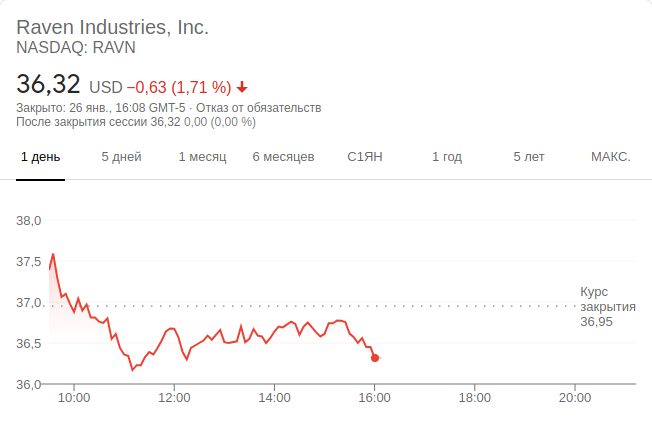 Raven Industries, Inc.
NASDAQ: RAVN
36,32 USD −0,63 (1,71 %)
Закрыто: 26 янв., 16:08 GMT-5 · Отказ от обязательств
После закрытия сессии 36,32 0,00 (0,00 %)
1 день 5 дней 1 месяц 6 месяцев С1ЯН 1 год 5 лет МАКС.
38,0
37,5
37,0
36,5
36,0
Курс
закрытия
36,95
10:00 12:00 14:00 16:00 18:00 20:00